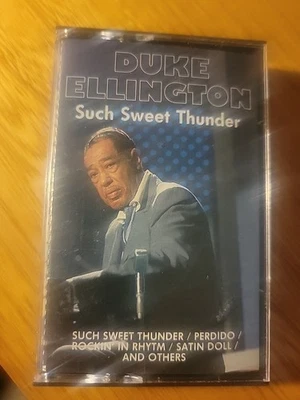 DUKE
ELLINGTON
Such Sweet Thunder
SUCH SWEET THUNDER / PERDIDO /
ROCKIN' IN RHYTM / SATIN DOLL /
AND OTHERS